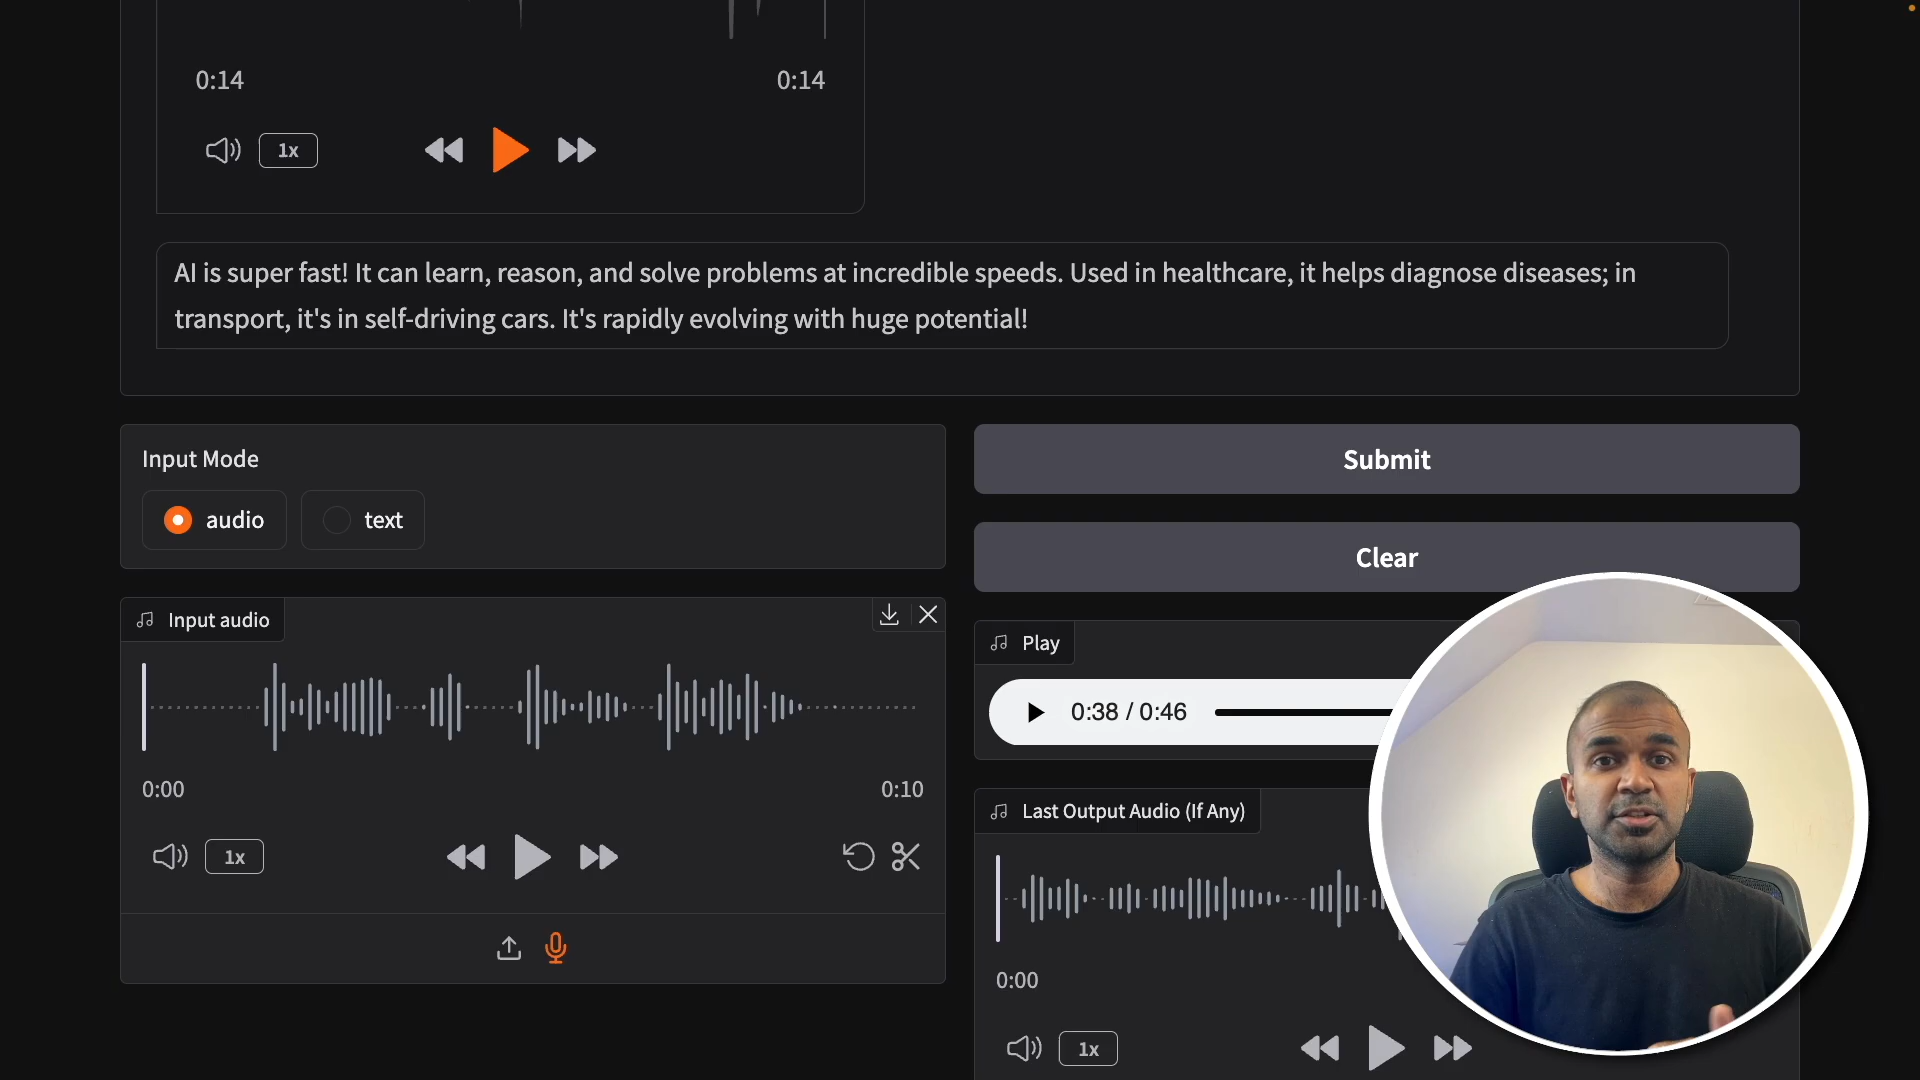 0:14 0:14
1x
AI is super fast! It can learn, reason, and solve problems at incredible speeds. Used in healthcare, it helps diagnose diseases; in
transport, it's in self-driving cars. It's rapidly evolving with huge potential!
Input Mode
audio text
Submit
Clear
Input audio
0:00 0:10
1x
Play
0:38 / 0:46
Last Output Audio (If Any)
0:00
1x